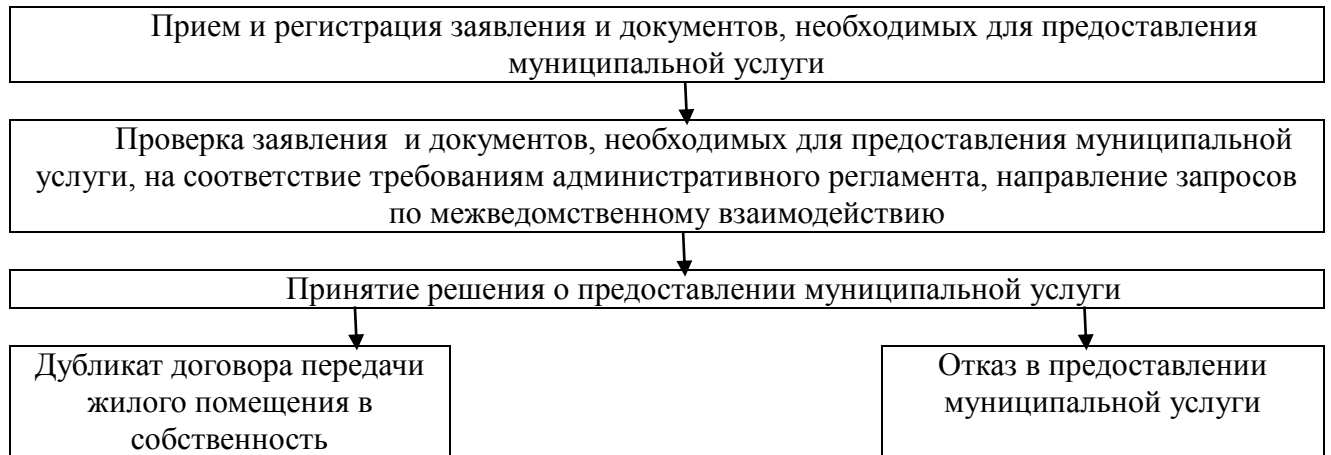 Прием и регистрация заявления и документов, необходимых для предоставления
муниципальной услуги
Проверка заявления и документов, необходимых для предоставления муниципальной
услуги, на соответствие требованиям административного регламента, направление запросов
по межведомственному взаимодействию
Принятие решения о предоставлении муниципальной услуги
Дубликат договора передачи
жилого помещения в
собственность
Отказ в предоставлении
муниципальной услуги